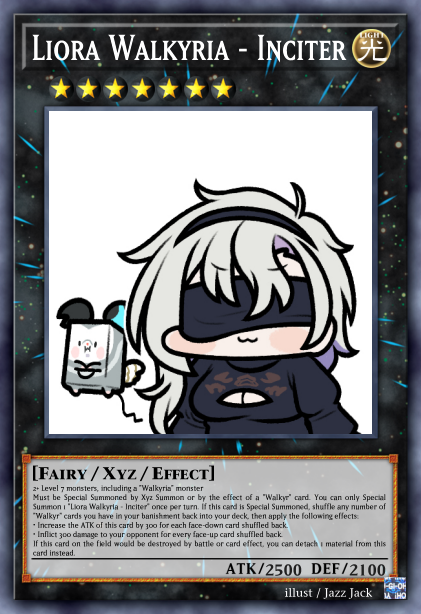 LIORA WALKYRIA - INCITER
LIGHT
光
[FAIRY / XYZ / EFFECT]
2+ Level 7 monsters, including a "Walkyria" monster
Must be Special Summoned by Xyz Summon or by the effect of a "Walkyr" card. You can only Special
Summon 1 "Liora Walkyria - Inciter" once per turn. If this card is Special Summoned, shuffle any number of
"Walkyr" cards you have in your banishment back into your deck, then apply the following effects:
• Increase the ATK of this card by 300 for each face-down card shuffled back.
• Inflict 300 damage to your opponent for every face-up card shuffled back.
If this card on the field would be destroyed by battle or card effect, you can detach 1 material from this
card instead.
ATK/2500 DEF/2100
illust / Jazz Jack